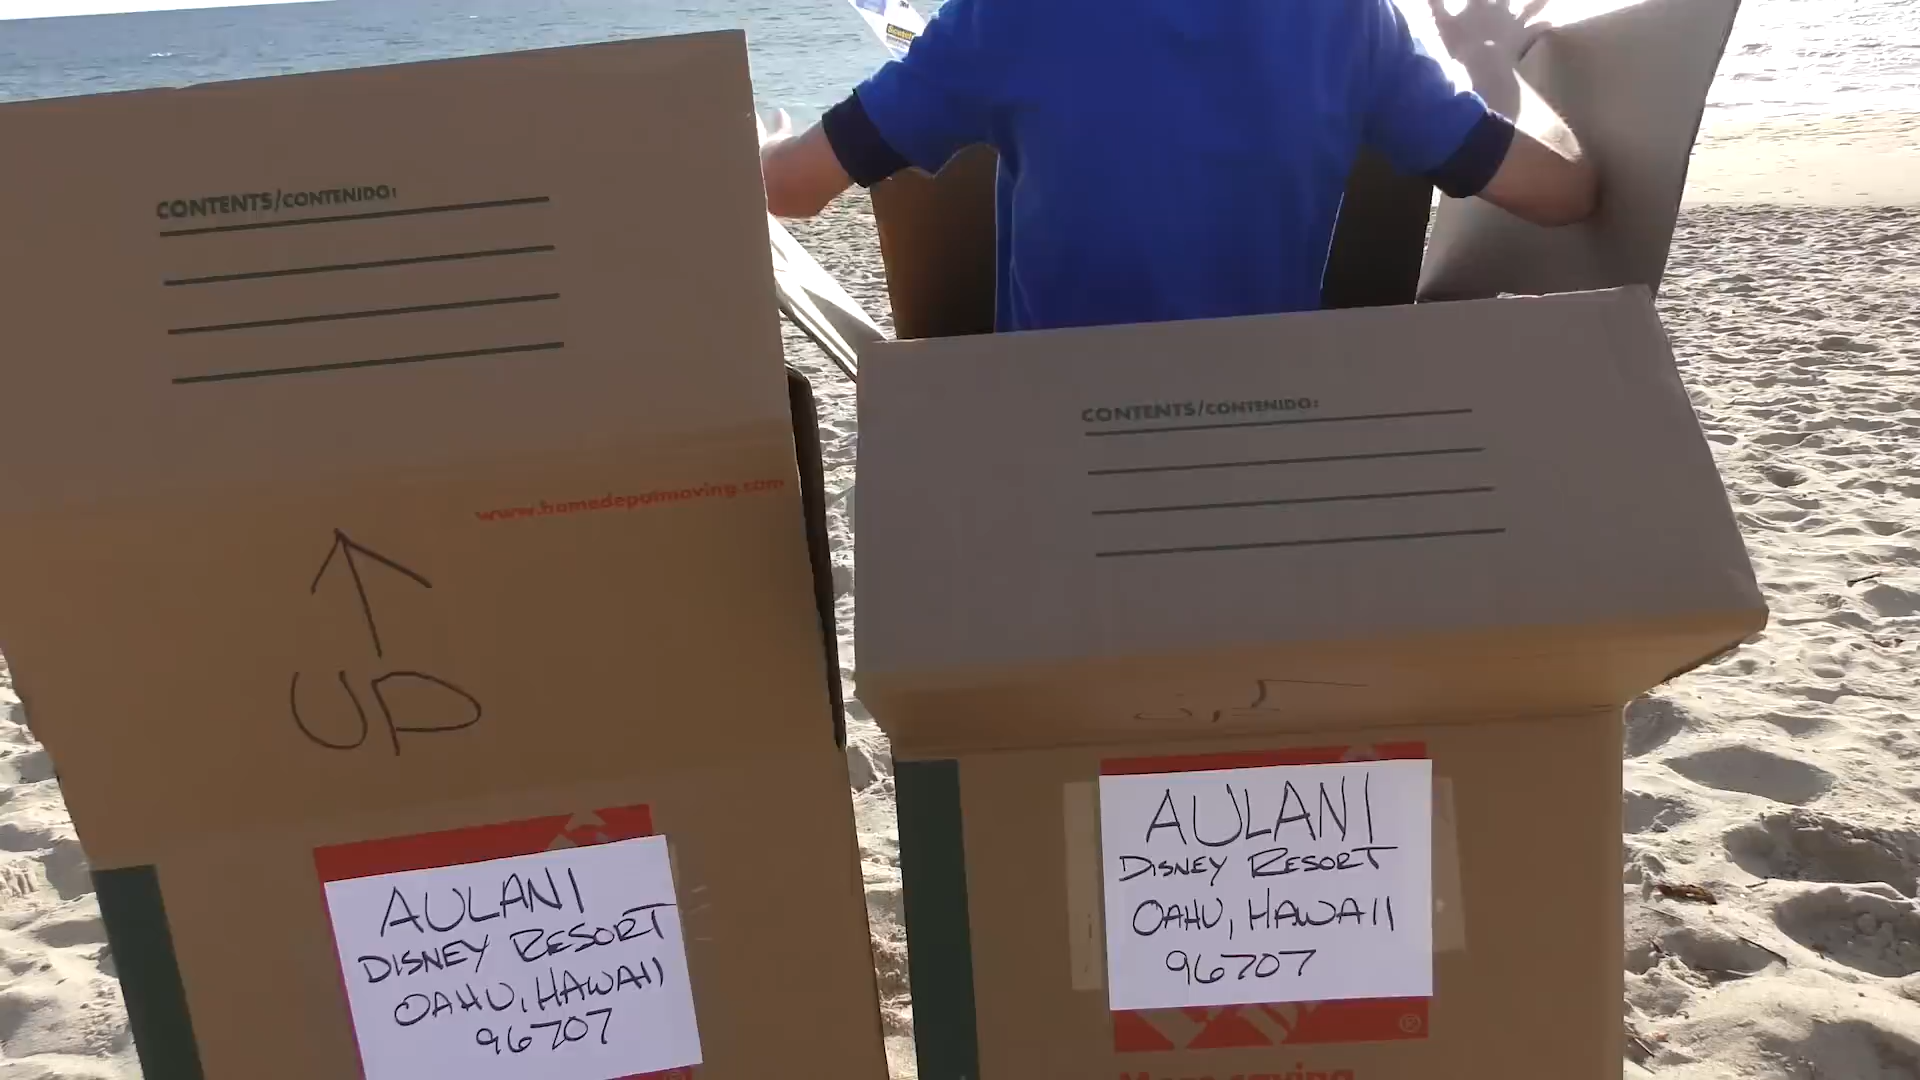 CONTENTS/CONTENIDO:
www.homedepotmoving.com
UP
AULANI
DISNEY RESORT
OAHU, HAWAII
96707
CONTENTS/CONTENIDO:
AULANI
DISNEY RESORT
OAHU, HAWAII
96707